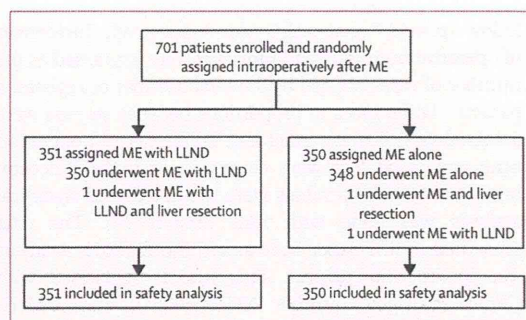 701 patients enrolled and randomly
assigned intraoperatively after ME
351 assigned ME with LLND
350 underwent ME with LLND
1 underwent ME with
LLND and liver resection
350 assigned ME alone
348 underwent ME alone
1 underwent ME and liver
resection
1 underwent ME with LLND
351 included in safety analysis
350 included in safety analysis